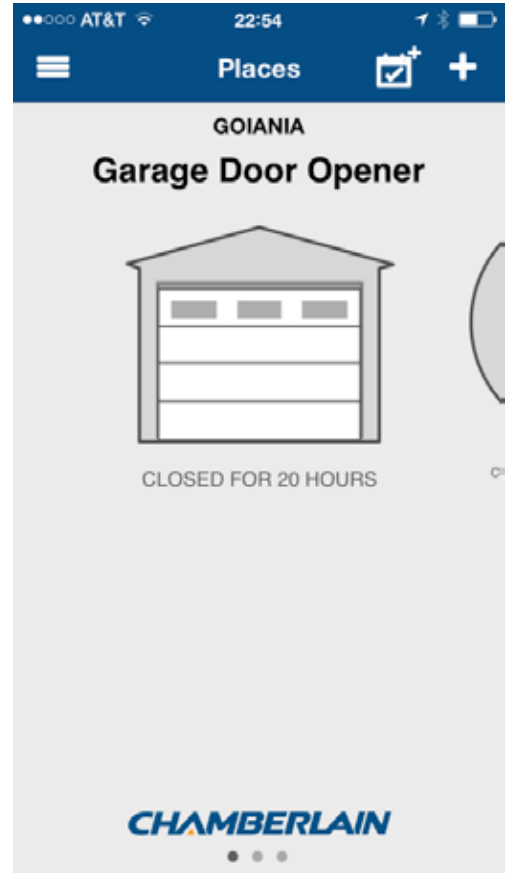 AT&T 22:54
Places
GOIANIA
Garage Door Opener
CLOSED FOR 20 HOURS
CHAMBERLAIN